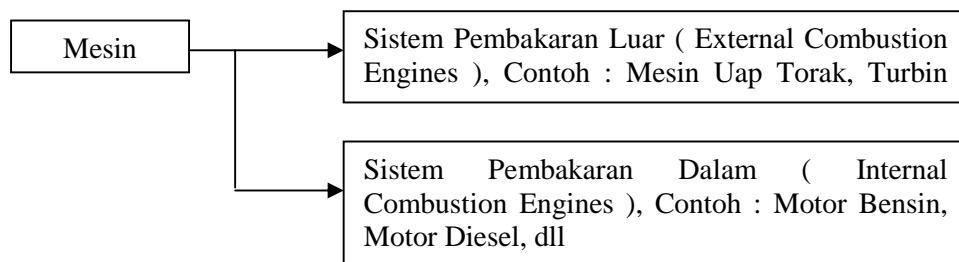 Mesin
Sistem Pembakaran Luar ( External Combustion
Engines ), Contoh : Mesin Uap Torak, Turbin
Sistem Pembakaran Dalam ( Internal
Combustion Engines ), Contoh : Motor Bensin,
Motor Diesel, dll